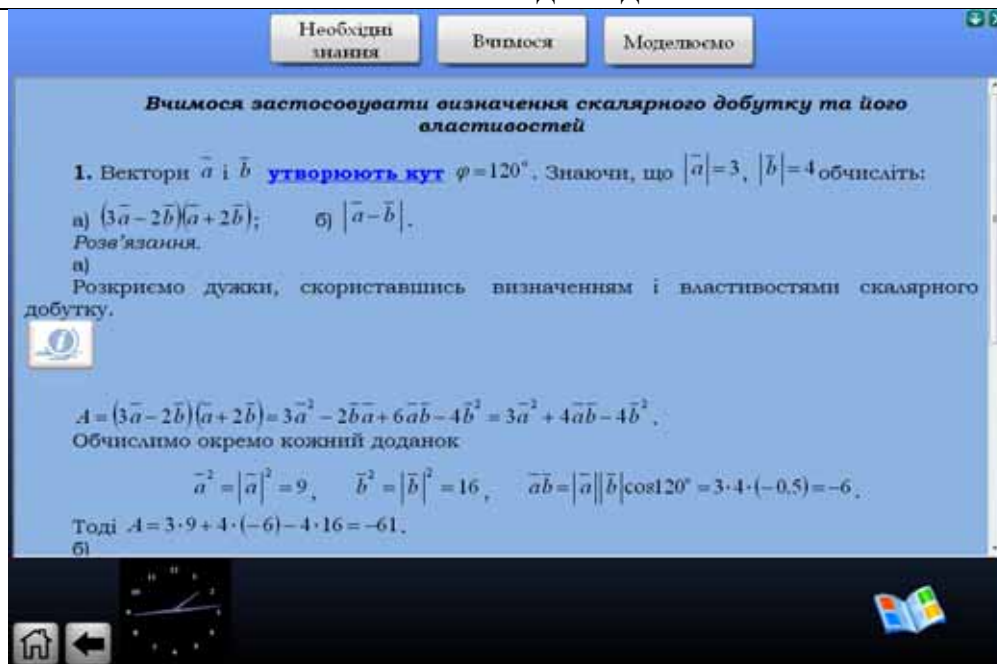 Необхідні
знання
Вчимося
Моделюємо
Вчимося застосовувати визначення скалярного добутку та його
властивостей
1. Вектори a̅ і b̅ утворюють кут φ=120°. Знаючи, що |a̅|=3, |b̅|=4 обчисліть:
а) (3a̅−2b̅)(a̅+2b̅); б) |a̅−b̅|.
Розв’язання.
а)
Розкриємо дужки, скориставшись визначенням і властивостями скалярного
добутку.
A=(3a̅−2b̅)(a̅+2b̅)=3a̅²−2b̅a̅+6a̅b̅−4b̅²=3a̅²+4a̅b̅−4b̅².
Обчислимо окремо кожний доданок
a̅²=|a̅|²=9, b̅²=|b̅|²=16, a̅b̅=|a̅||b̅|cos120°=3·4·(−0,5)=−6.
Тоді A=3·9+4·(−6)−4·16=−61.
б)